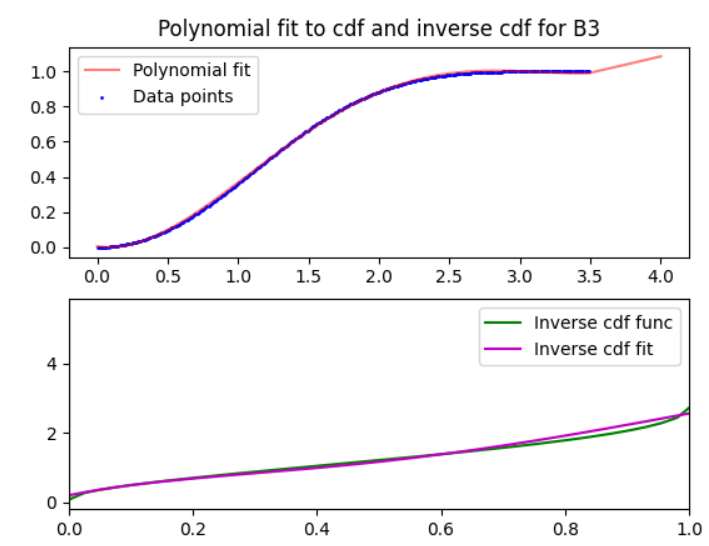 Polynomial fit to cdf and inverse cdf for B3
1.0
0.8
0.6
0.4
0.2
0.0
Polynomial fit
Data points
0.0 0.5 1.0 1.5 2.0 2.5 3.0 3.5 4.0
4
2
0
Inverse cdf func
Inverse cdf fit
0.0 0.2 0.4 0.6 0.8 1.0